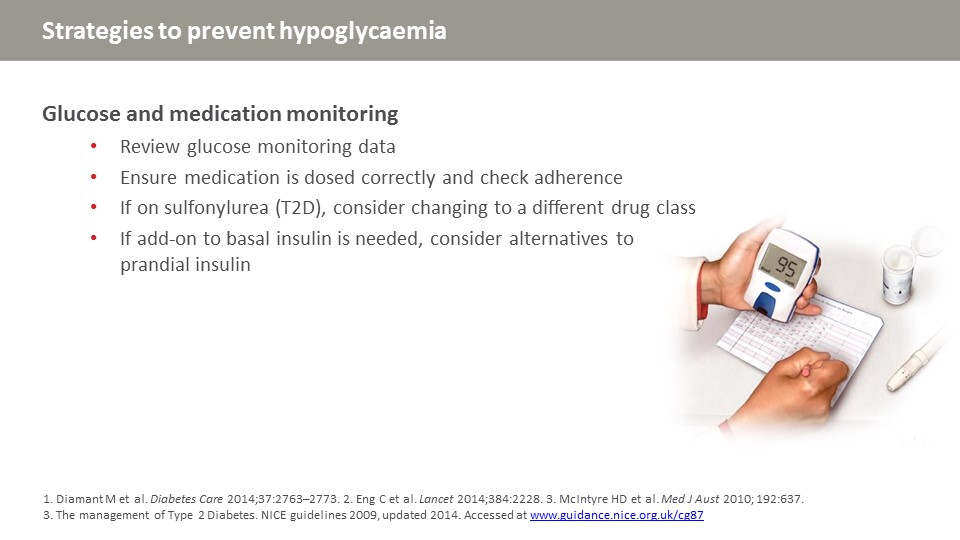 Strategies to prevent hypoglycaemia
Glucose and medication monitoring
• Review glucose monitoring data
• Ensure medication is dosed correctly and check adherence
• If on sulfonylurea (T2D), consider changing to a different drug class
• If add-on to basal insulin is needed, consider alternatives to
prandial insulin
95
1. Diamant M et al. Diabetes Care 2014;37:2763–2773. 2. Eng C et al. Lancet 2014;384:2228. 3. McIntyre HD et al. Med J Aust 2010; 192:637.
3. The management of Type 2 Diabetes. NICE guidelines 2009, updated 2014. Accessed at www.guidance.nice.org.uk/cg87